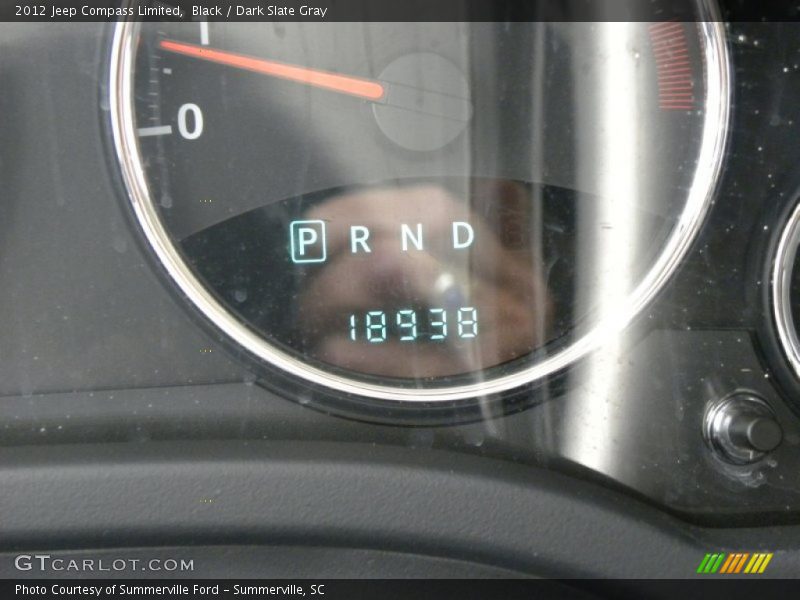 2012 Jeep Compass Limited,  Black / Dark Slate Gray
0
P R N D
18938
GTCARLOT.COM
Photo Courtesy of Summerville Ford – Summerville, SC